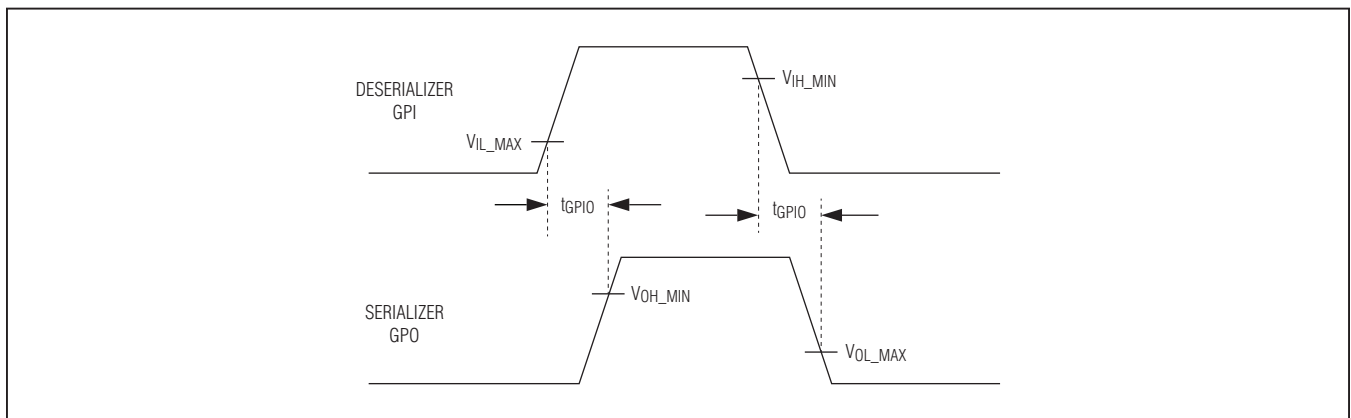 DESERIALIZER
GPI
VIH_MIN
VIL_MAX
tGPIO
tGPIO
VOH_MIN
SERIALIZER
GPO
VOL_MAX